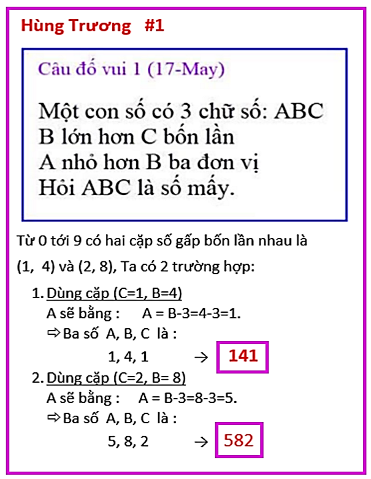 Hùng Trương #1
Câu đố vui 1 (17-May)
Một con số có 3 chữ số: ABC
B lớn hơn C bốn lần
A nhỏ hơn B ba đơn vị
Hỏi ABC là số mấy.
Từ 0 tới 9 có hai cặp số gấp bốn lần nhau là
(1, 4) và (2, 8), Ta có 2 trường hợp:
1. Dùng cặp (C=1, B=4)
A sẽ bằng : A = B-3=4-3=1.
⇨Ba số A, B, C là :
1, 4, 1 → 141
2. Dùng cặp (C=2, B= 8)
A sẽ bằng : A = B-3=8-3=5.
⇨Ba số A, B, C là :
5, 8, 2 → 582